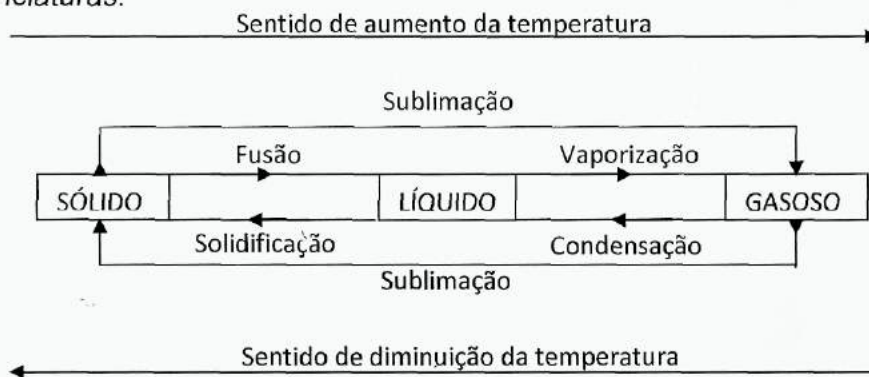 Sentido de aumento da temperatura
Sublimação
Fusão Vaporização
SÓLIDO LÍQUIDO GASOSO
Solidificação Condensação
Sublimação
Sentido de diminuição da temperatura